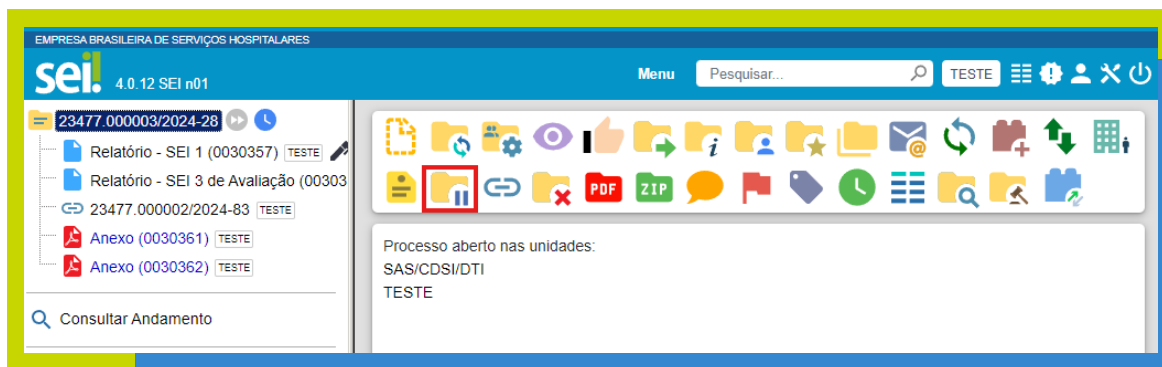 EMPRESA BRASILEIRA DE SERVIÇOS HOSPITALARES
sei! 4.0.12 SEI n01
Menu Pesquisar... TESTE
23477.000003/2024-28
Relatório - SEI 1 (0030357) TESTE
Relatório - SEI 3 de Avaliação (00303
23477.000002/2024-83 TESTE
Anexo (0030361) TESTE
Anexo (0030362) TESTE
Consultar Andamento
PDF ZIP
Processo aberto nas unidades:
SAS/CDSI/DTI
TESTE